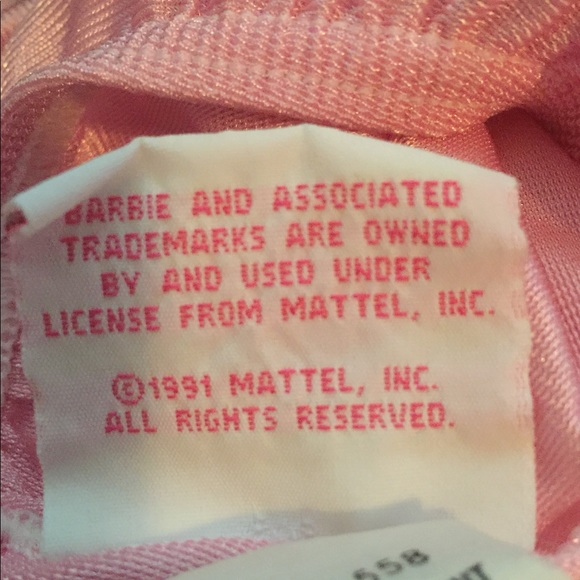 BARBIE AND ASSOCIATED
TRADEMARKS ARE OWNED
BY AND USED UNDER
LICENSE FROM MATTEL, INC.
©1991 MATTEL, INC.
ALL RIGHTS RESERVED.
558